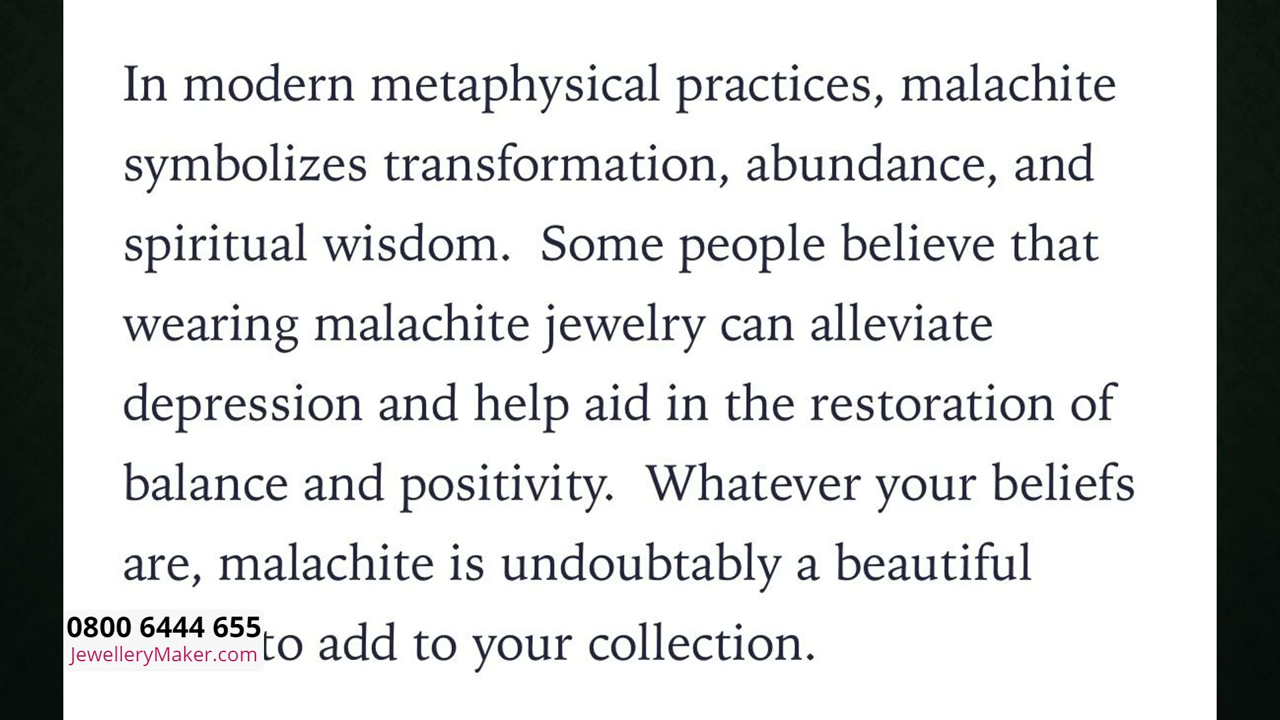 In modern metaphysical practices, malachite
symbolizes transformation, abundance, and
spiritual wisdom.  Some people believe that
wearing malachite jewelry can alleviate
depression and help aid in the restoration of
balance and positivity.  Whatever your beliefs
are, malachite is undoubtably a beautiful
to add to your collection.
0800 6444 655
JewelleryMaker.com